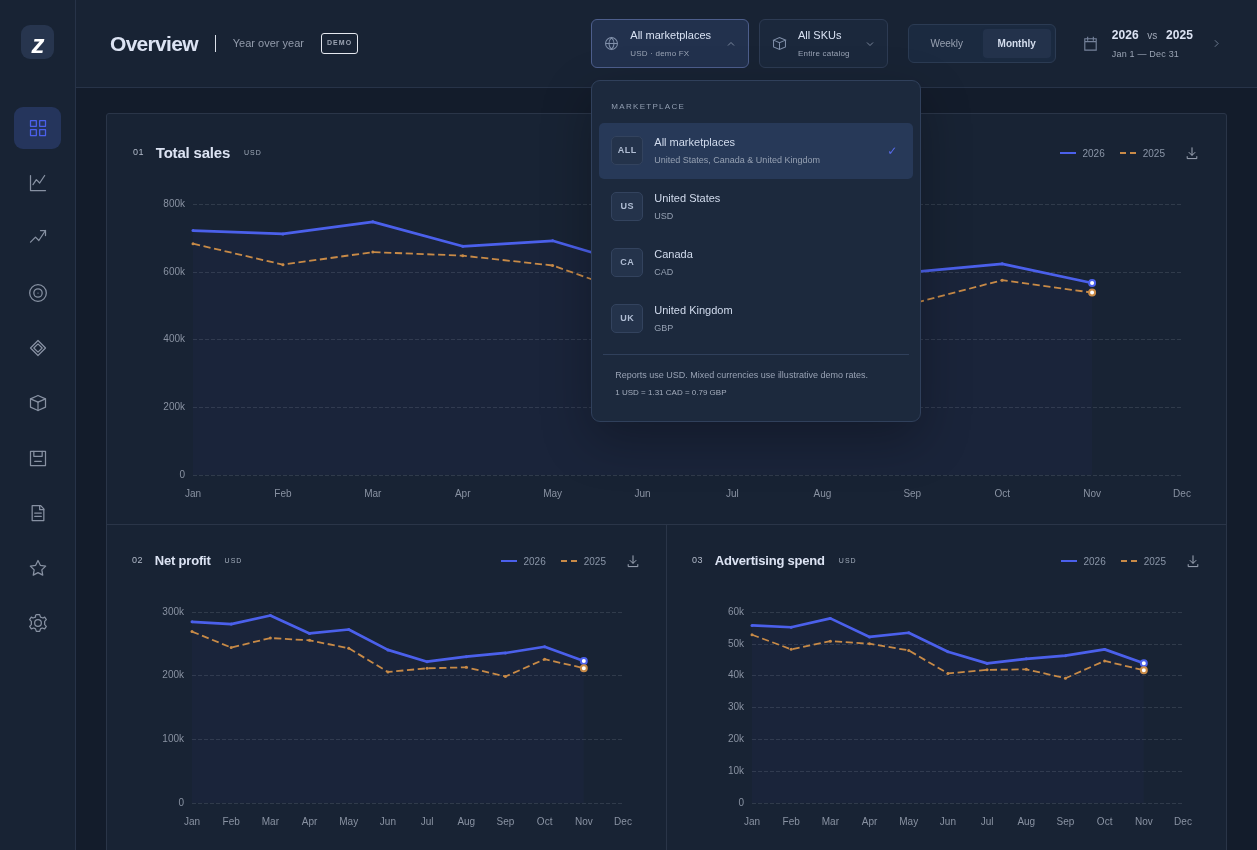 z
Overview
Year over year
DEMO
All marketplaces
USD · demo FX
All SKUs
Entire catalog
Weekly
Monthly
2026 vs 2025
Jan 1 — Dec 31
MARKETPLACE
ALL
All marketplaces
United States, Canada & United Kingdom
✓
US
United States
USD
CA
Canada
CAD
UK
United Kingdom
GBP
Reports use USD. Mixed currencies use illustrative demo rates.
1 USD = 1.31 CAD = 0.79 GBP
01 Total sales USD
2026 2025
800k
600k
400k
200k
0
Jan Feb Mar Apr May Jun Jul Aug Sep Oct Nov Dec
02 Net profit USD
2026 2025
300k
200k
100k
0
Jan Feb Mar Apr May Jun Jul Aug Sep Oct Nov Dec
03 Advertising spend USD
2026 2025
60k
50k
40k
30k
20k
10k
0
Jan Feb Mar Apr May Jun Jul Aug Sep Oct Nov Dec